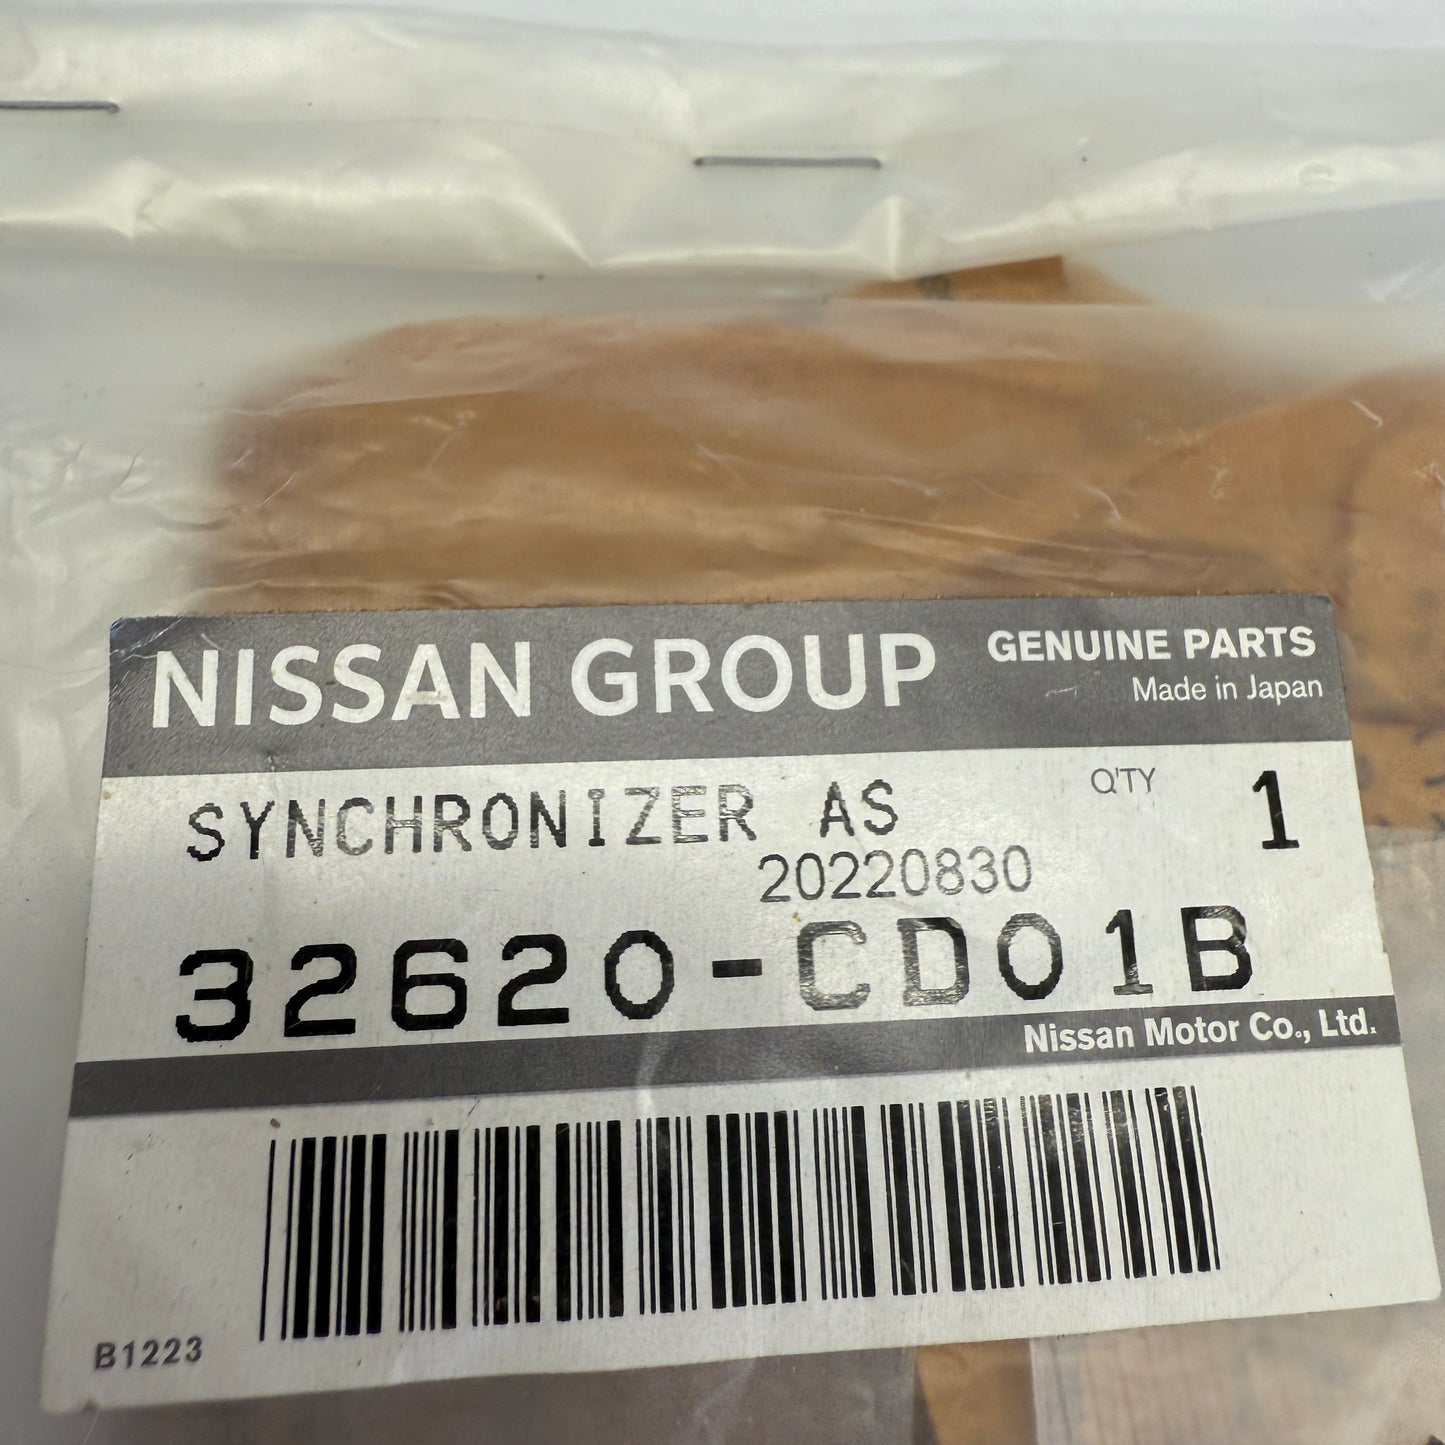 NISSAN GROUP
GENUINE PARTS
Made in Japan
SYNCHRONIZER AS
Q'TY 1
20220830
32620-CD01B
Nissan Motor Co., Ltd.
B1223